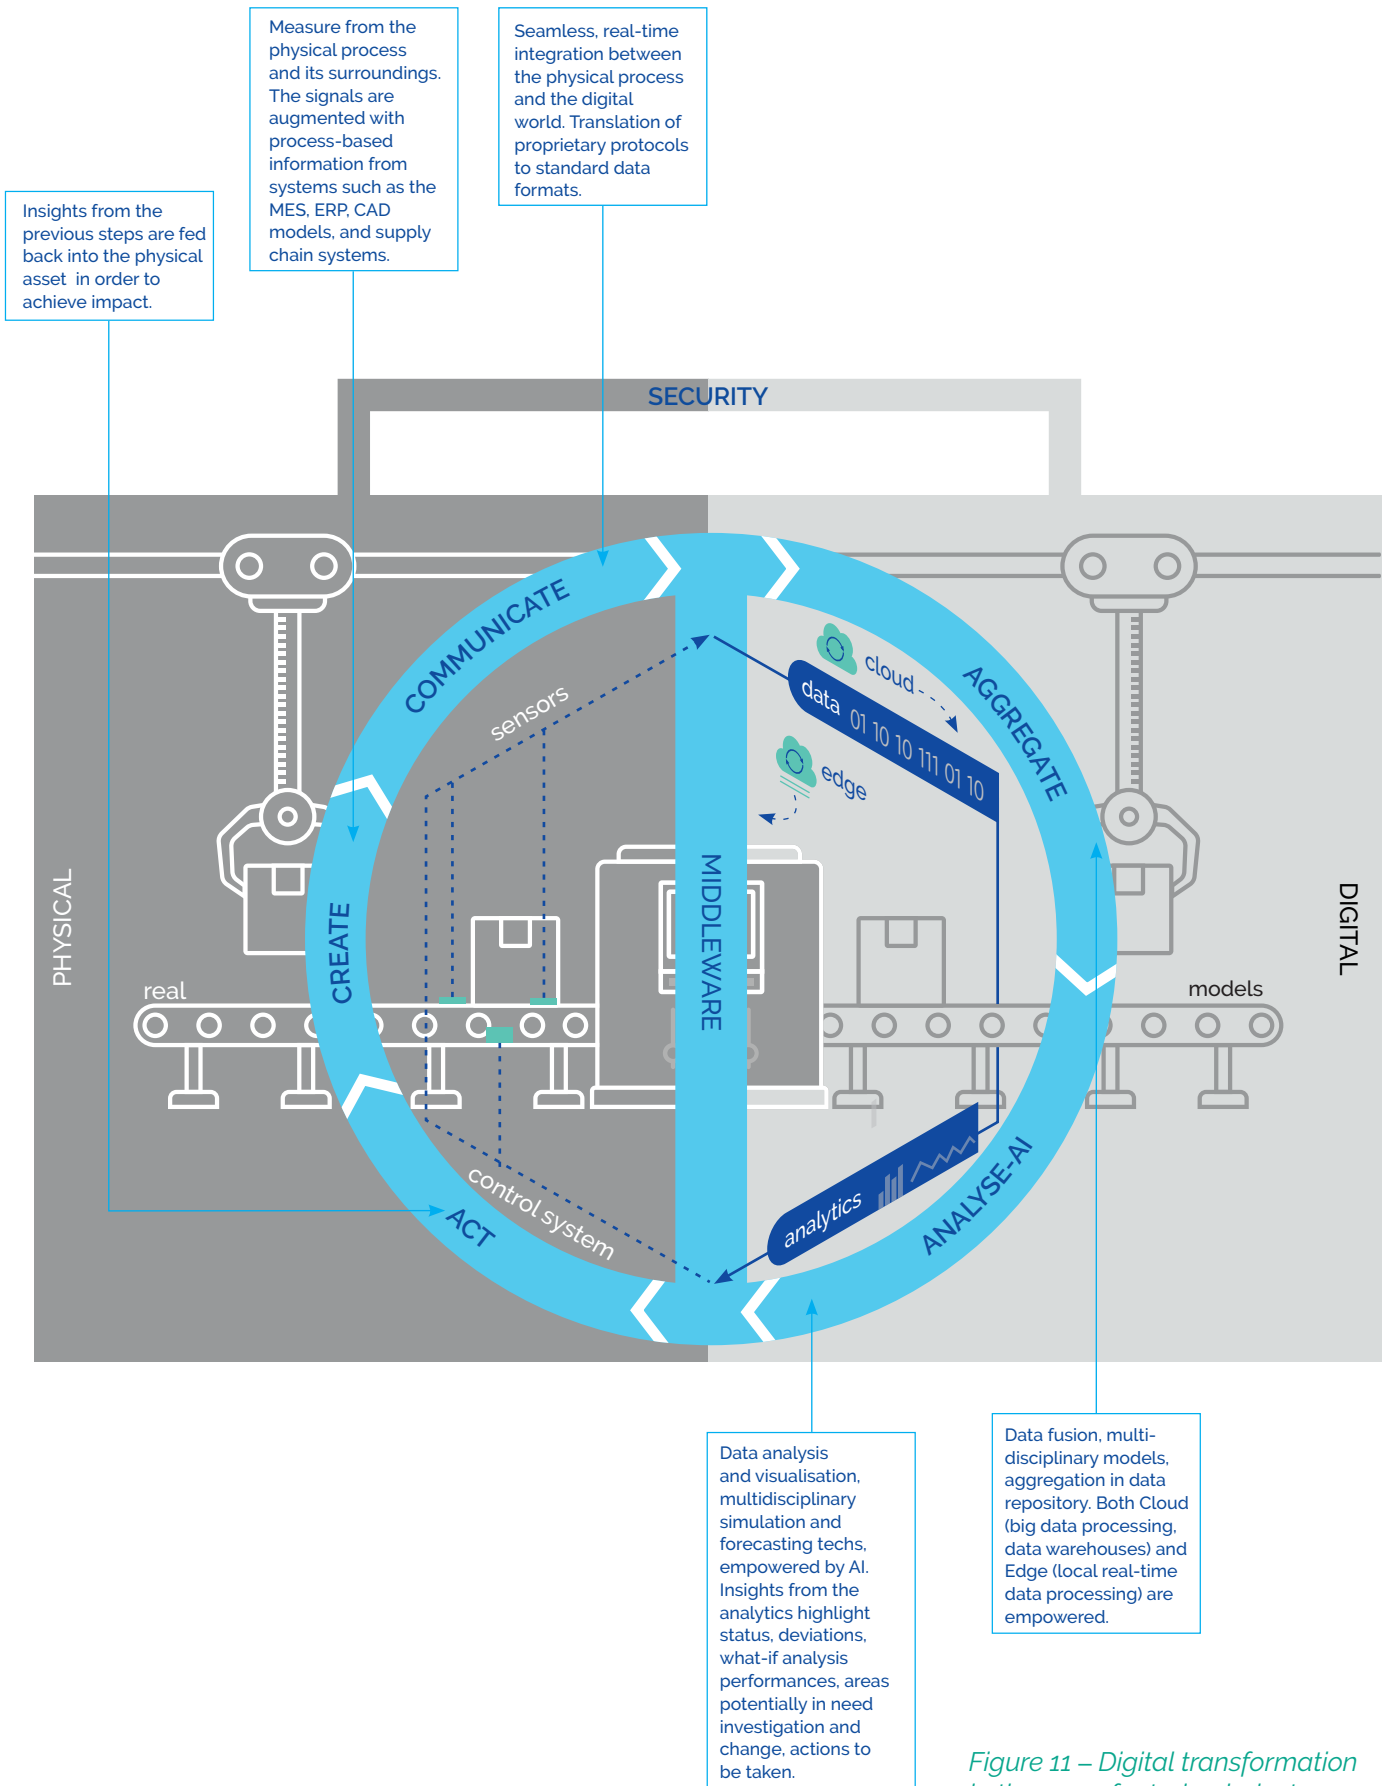 Measure from the
physical process
and its surroundings.
The signals are
augmented with
process-based
information from
systems such as the
MES, ERP, CAD
models, and supply
chain systems.
Seamless, real-time
integration between
the physical process
and the digital
world. Translation of
proprietary protocols
to standard data
formats.
Insights from the
previous steps are fed
back into the physical
asset in order to
achieve impact.
SECURITY
COMMUNICATE
AGGREGATE
sensors
cloud
data 01 10 10 111 01 10
edge
MIDDLEWARE
PHYSICAL
DIGITAL
CREATE
real
models
ANALYSE-AI
control system
analytics
ACT
Data fusion, multi-
disciplinary models,
aggregation in data
repository. Both Cloud
(big data processing,
data warehouses) and
Edge (local real-time
data processing) are
empowered.
Data analysis
and visualisation,
multidisciplinary
simulation and
forecasting techs,
empowered by AI.
Insights from the
analytics highlight
status, deviations,
what-if analysis
performances, areas
potentially in need
investigation and
change, actions to
be taken.
Figure 11 – Digital transformation